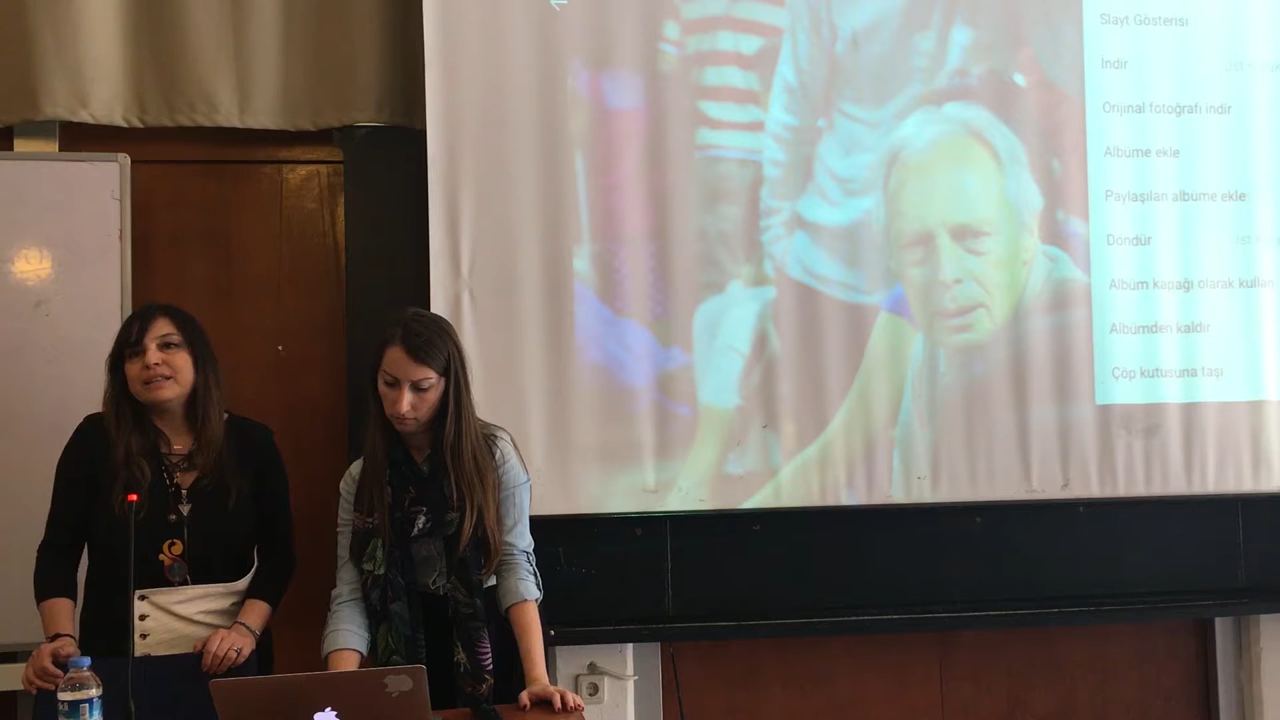 Slayt Gösterisi
İndir
Orijinal fotoğrafı indir
Albüme ekle
Paylaşılan albüme ekle
Döndür
Albüm kapağı olarak kullan
Albümden kaldır
Çöp kutusuna taşı